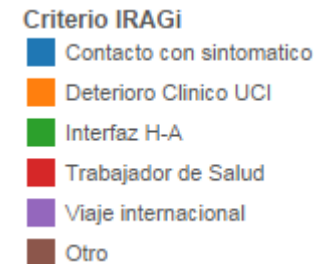 Criterio IRAGi
Contacto con sintomatico
Deterioro Clinico UCI
Interfaz H-A
Trabajador de Salud
Viaje internacional
Otro